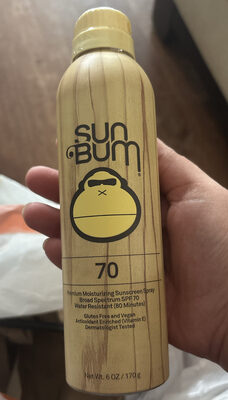 SUN
BUM!
70
Premium Moisturizing Sunscreen Spray
Broad Spectrum SPF 70
Water Resistant (80 Minutes)
Gluten Free and Vegan
Antioxidant Enriched (Vitamin E)
Dermatologist Tested
Net Wt. 6 OZ / 170 g